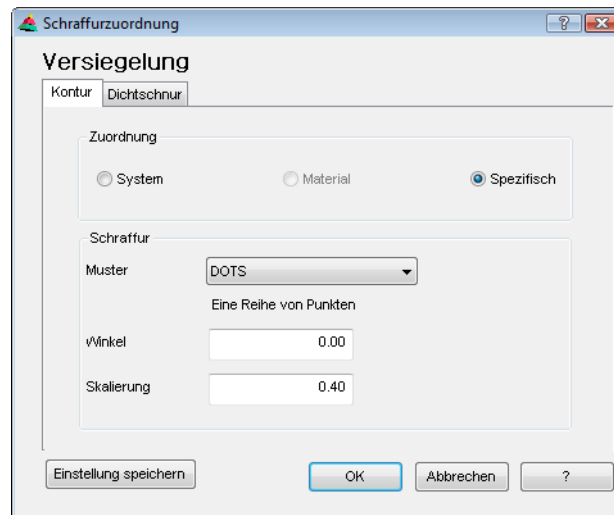 Schraffurzuordnung
Versiegelung
Kontur Dichtschnur
Zuordnung
System Material Spezifisch
Schraffur
Muster DOTS
Eine Reihe von Punkten
Winkel 0.00
Skalierung 0.40
Einstellung speichern OK Abbrechen ?